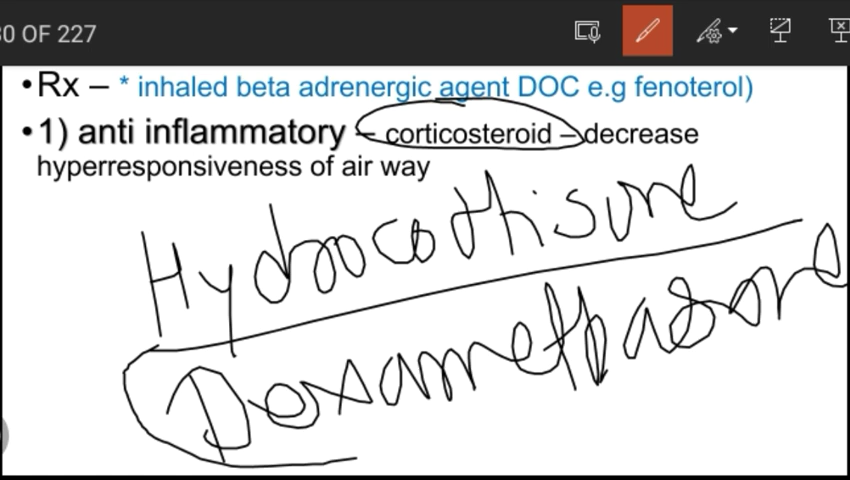 30 OF 227
• Rx – * inhaled beta adrenergic agent DOC e.g fenoterol)
• 1) anti inflammatory – corticosteroid – decrease
hyperresponsiveness of air way
Hydrocortisone
Dexamethasone